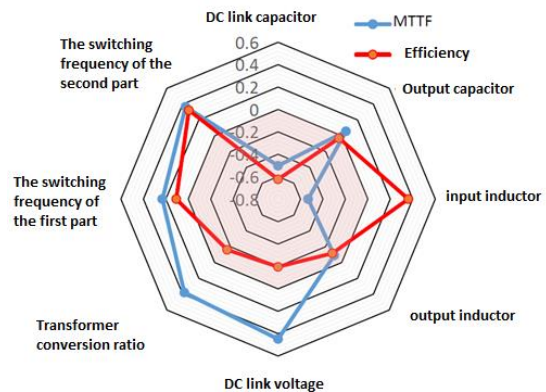 DC link capacitor
MTTF
Efficiency
The switching
frequency of the
second part
Output capacitor
0.6
0.4
0.2
0
-0.2
-0.4
-0.6
-0.8
The switching
frequency of
the first part
input inductor
Transformer
conversion ratio
output inductor
DC link voltage